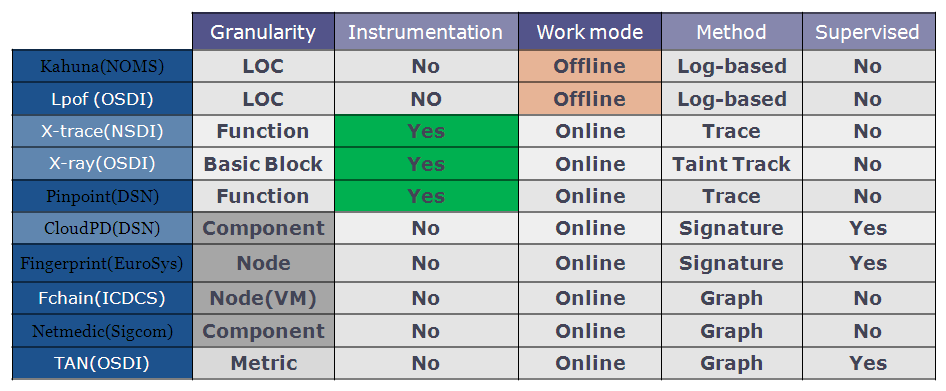 Granularity Instrumentation Work mode Method Supervised
Kahuna(NOMS) LOC No Offline Log-based No
Lpof (OSDI) LOC NO Offline Log-based No
X-trace(NSDI) Function Yes Online Trace No
X-ray(OSDI) Basic Block Yes Online Taint Track No
Pinpoint(DSN) Function Yes Online Trace No
CloudPD(DSN) Component No Online Signature Yes
Fingerprint(EuroSys) Node No Online Signature Yes
Fchain(ICDCS) Node(VM) No Online Graph No
Netmedic(Sigcom) Component No Online Graph No
TAN(OSDI) Metric No Online Graph Yes